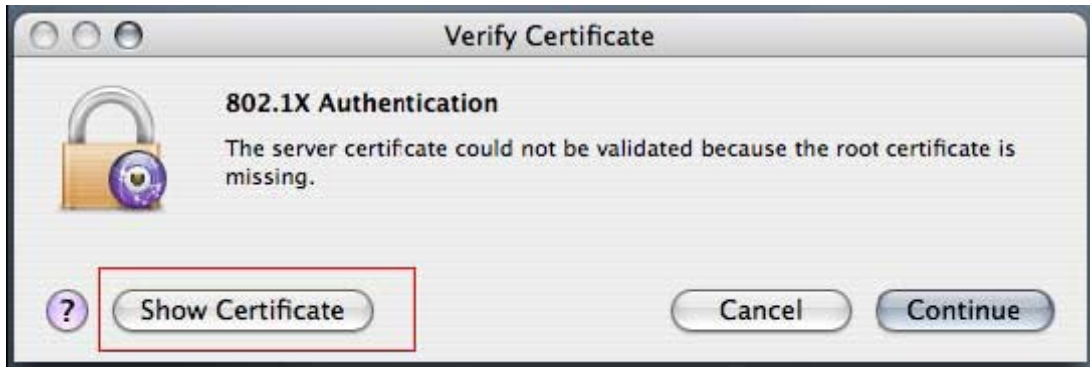 Verify Certificate
802.1X Authentication
The server certificate could not be validated because the root certificate is
missing.
? Show Certificate Cancel Continue